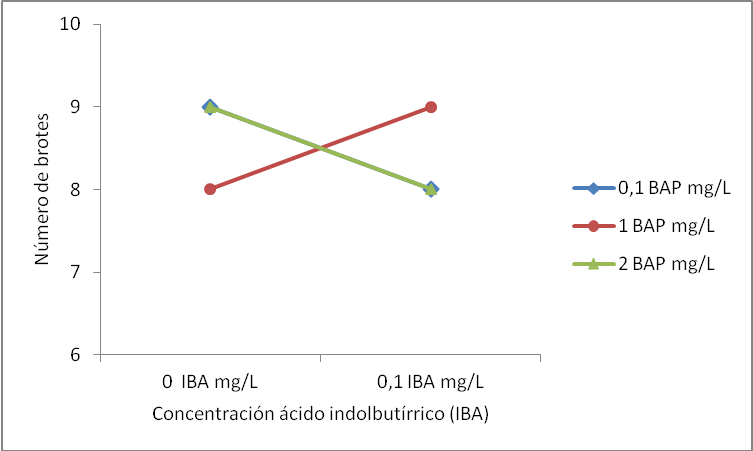 10
9
8
7
6
Número de brotes
0 IBA mg/L
0,1 IBA mg/L
Concentración ácido indolbutírrico (IBA)
0,1 BAP mg/L
1 BAP mg/L
2 BAP mg/L